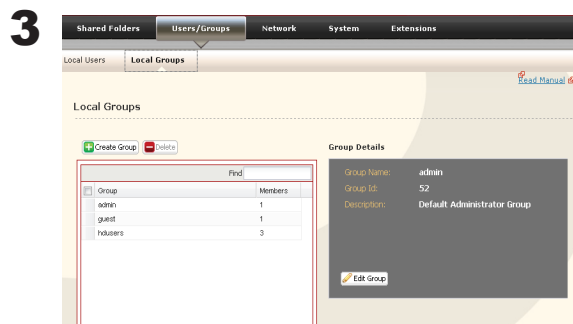 3
Shared Folders Users/Groups Network System Extensions
Local Users Local Groups
Read Manual
Local Groups
Create Group Delete
Find
Group Members
admin 1
guest 1
hdusers 3
Group Details
Group Name: admin
Group Id: 52
Description: Default Administrator Group
Edit Group